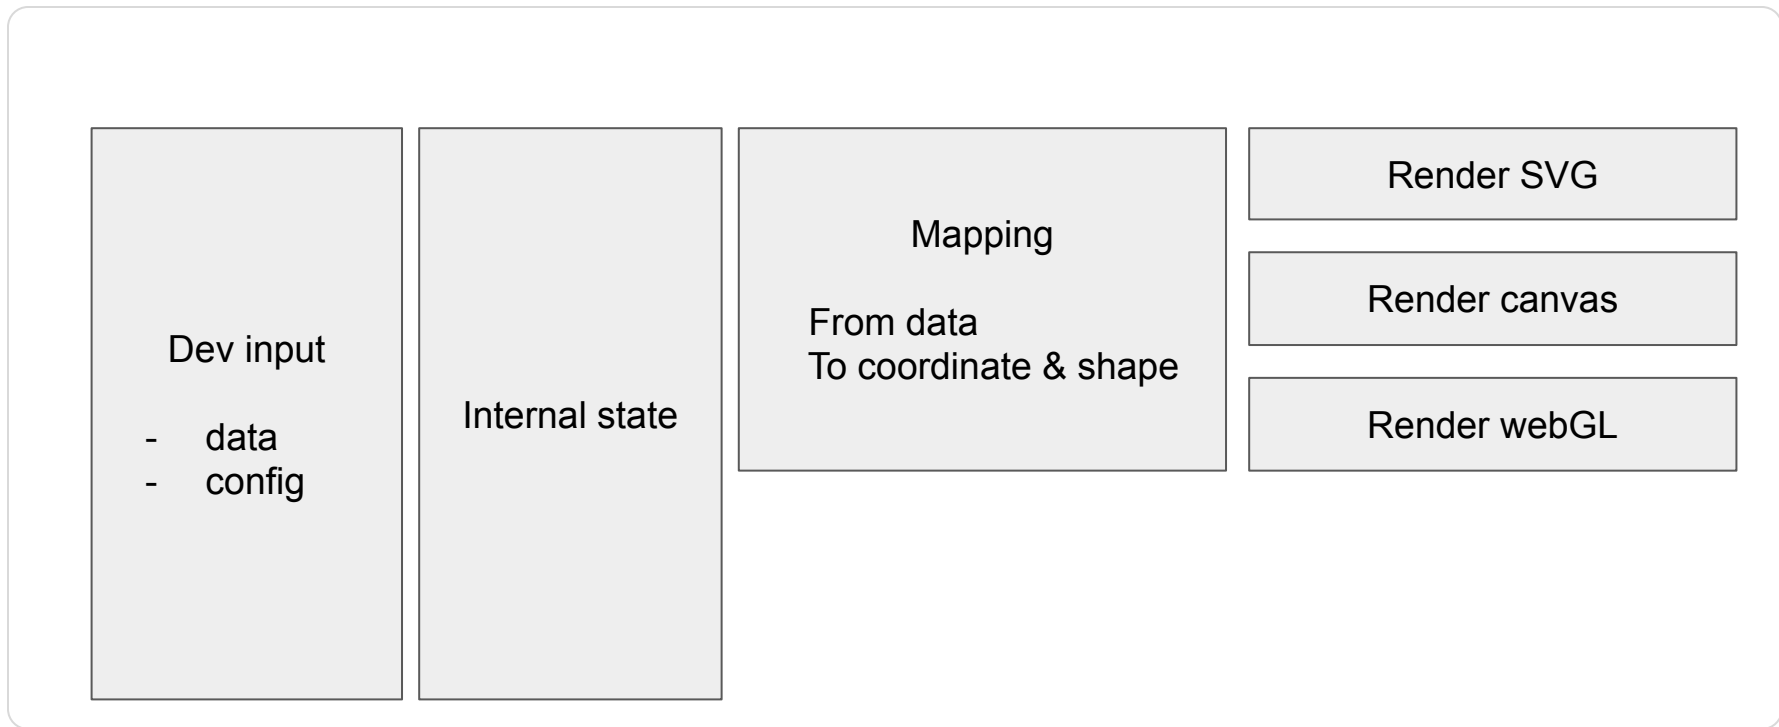 Dev input
- data
- config
Internal state
Mapping
From data
To coordinate & shape
Render SVG
Render canvas
Render webGL